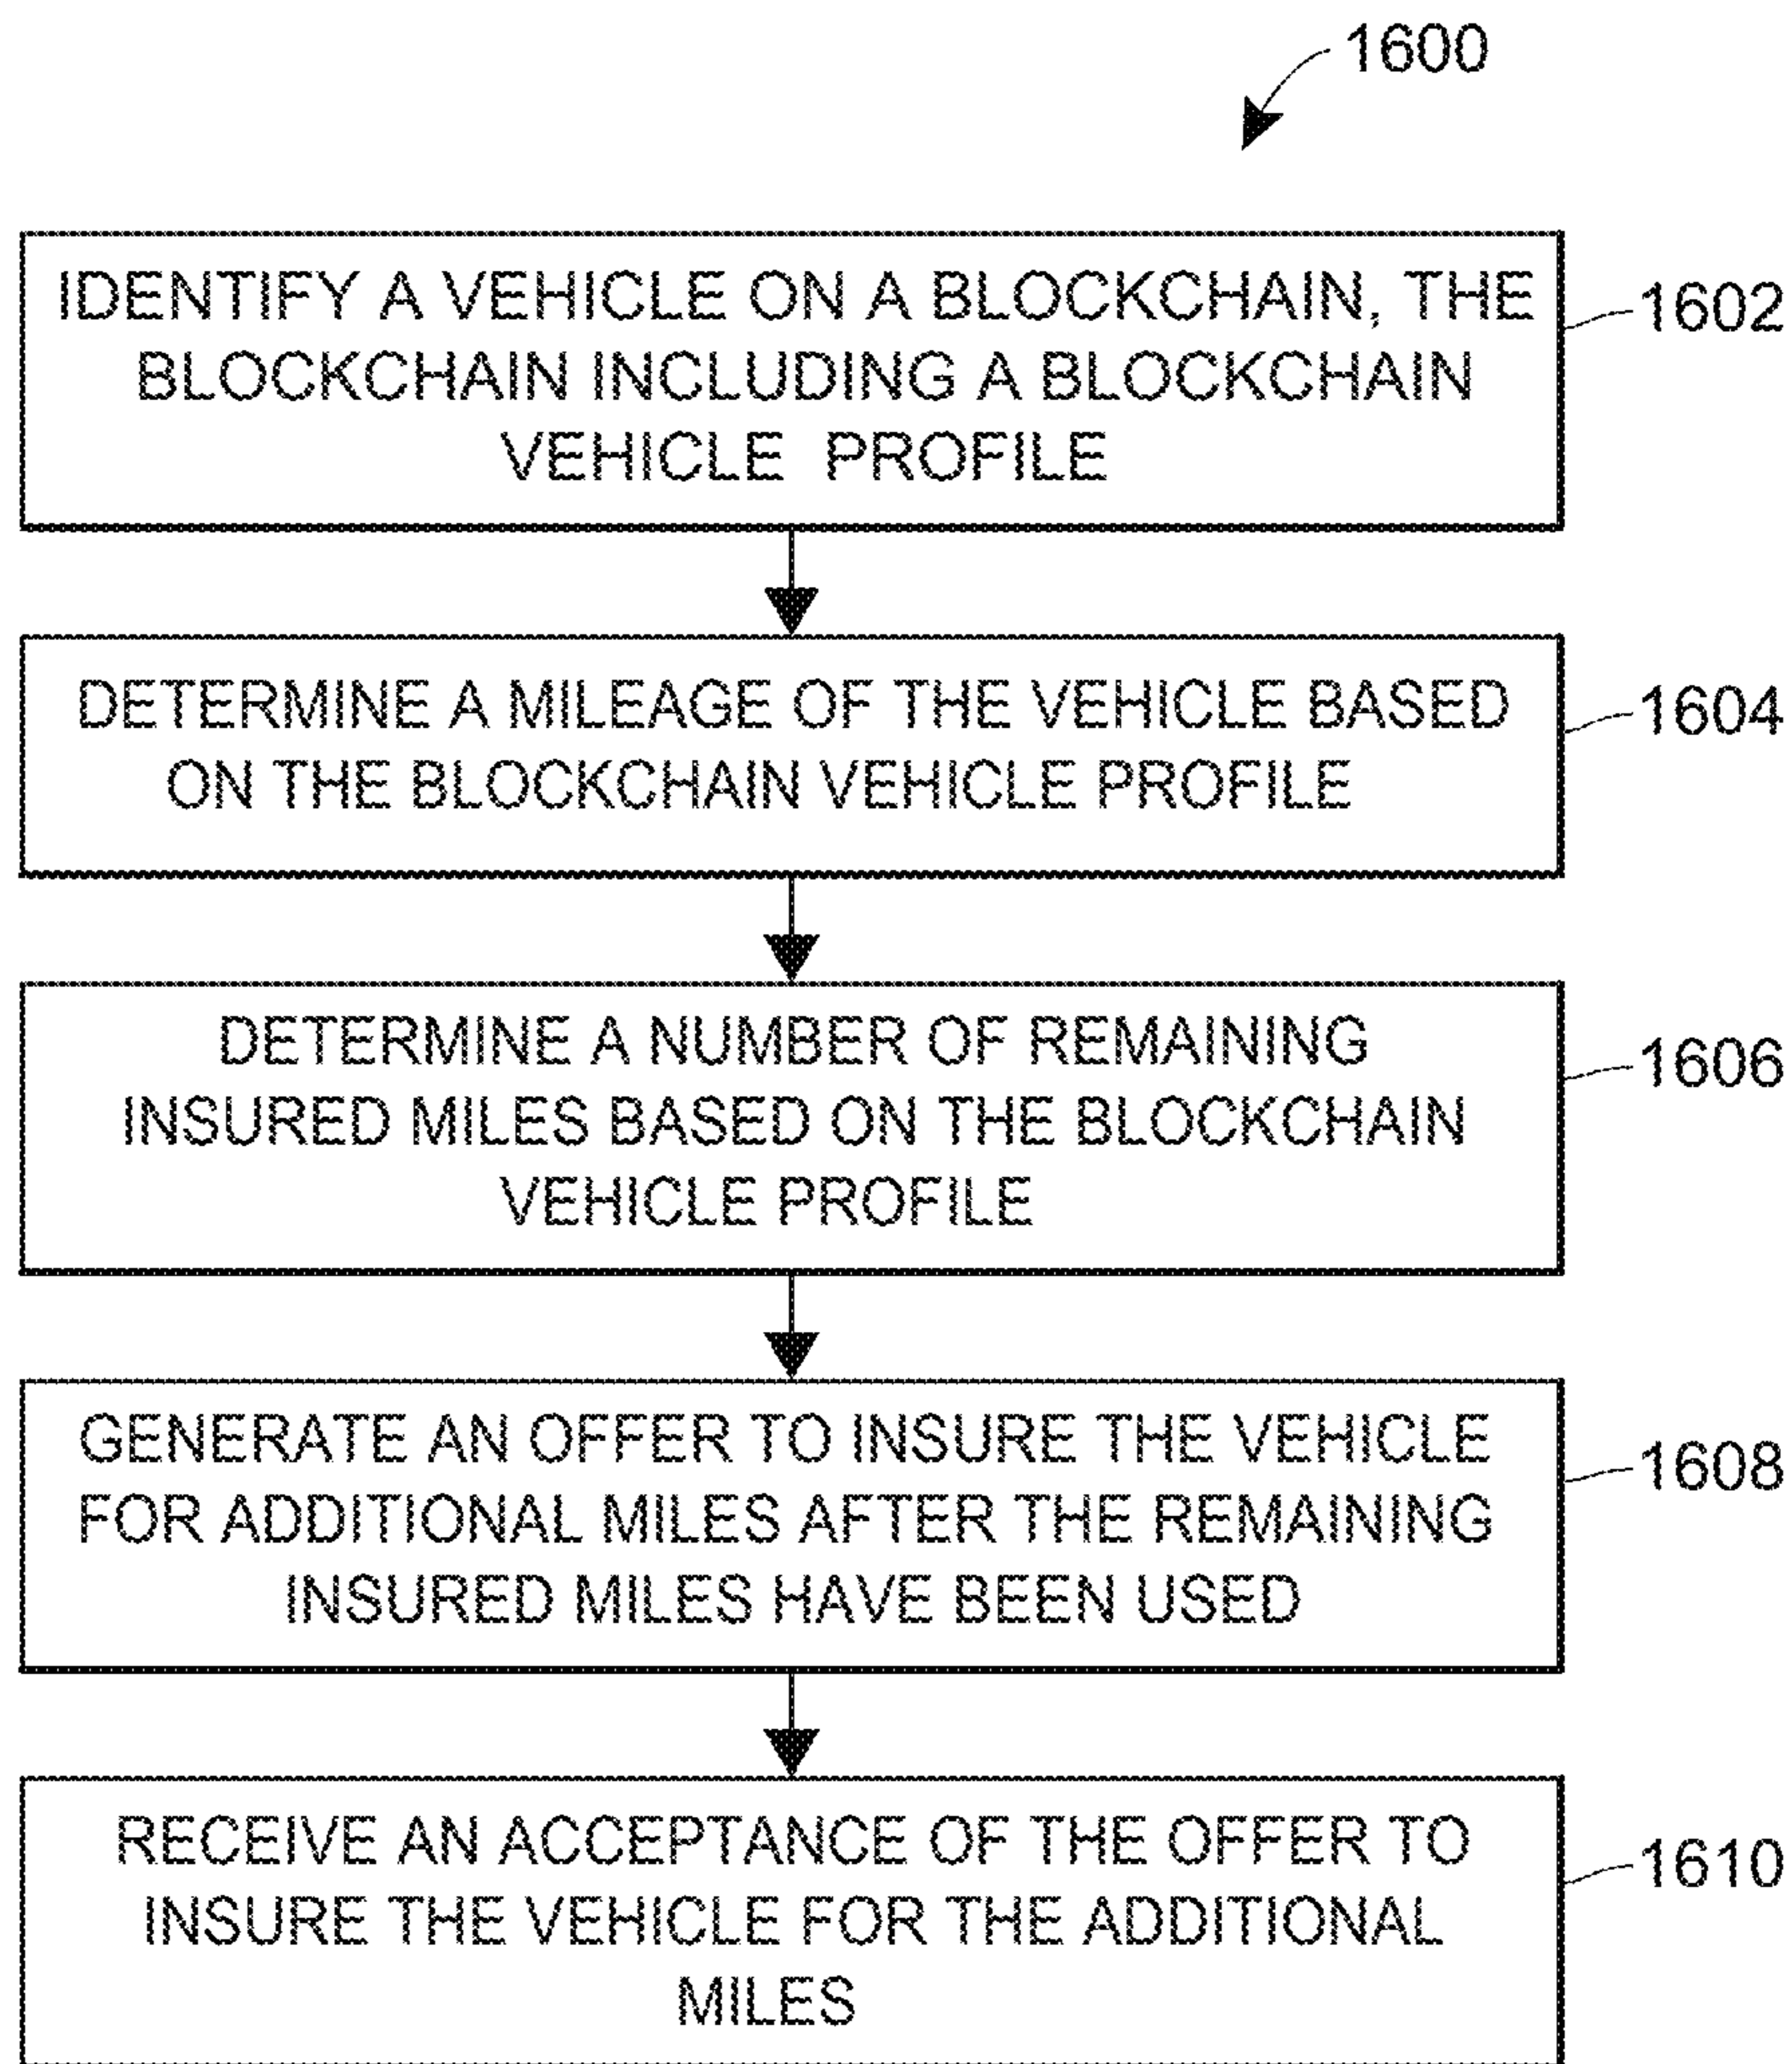 1600
IDENTIFY A VEHICLE ON A BLOCKCHAIN, THE
BLOCKCHAIN INCLUDING A BLOCKCHAIN
VEHICLE PROFILE
1602
DETERMINE A MILEAGE OF THE VEHICLE BASED
ON THE BLOCKCHAIN VEHICLE PROFILE
1604
DETERMINE A NUMBER OF REMAINING
INSURED MILES BASED ON THE BLOCKCHAIN
VEHICLE PROFILE
1606
GENERATE AN OFFER TO INSURE THE VEHICLE
FOR ADDITIONAL MILES AFTER THE REMAINING
INSURED MILES HAVE BEEN USED
1608
RECEIVE AN ACCEPTANCE OF THE OFFER TO
INSURE THE VEHICLE FOR THE ADDITIONAL
MILES
1610